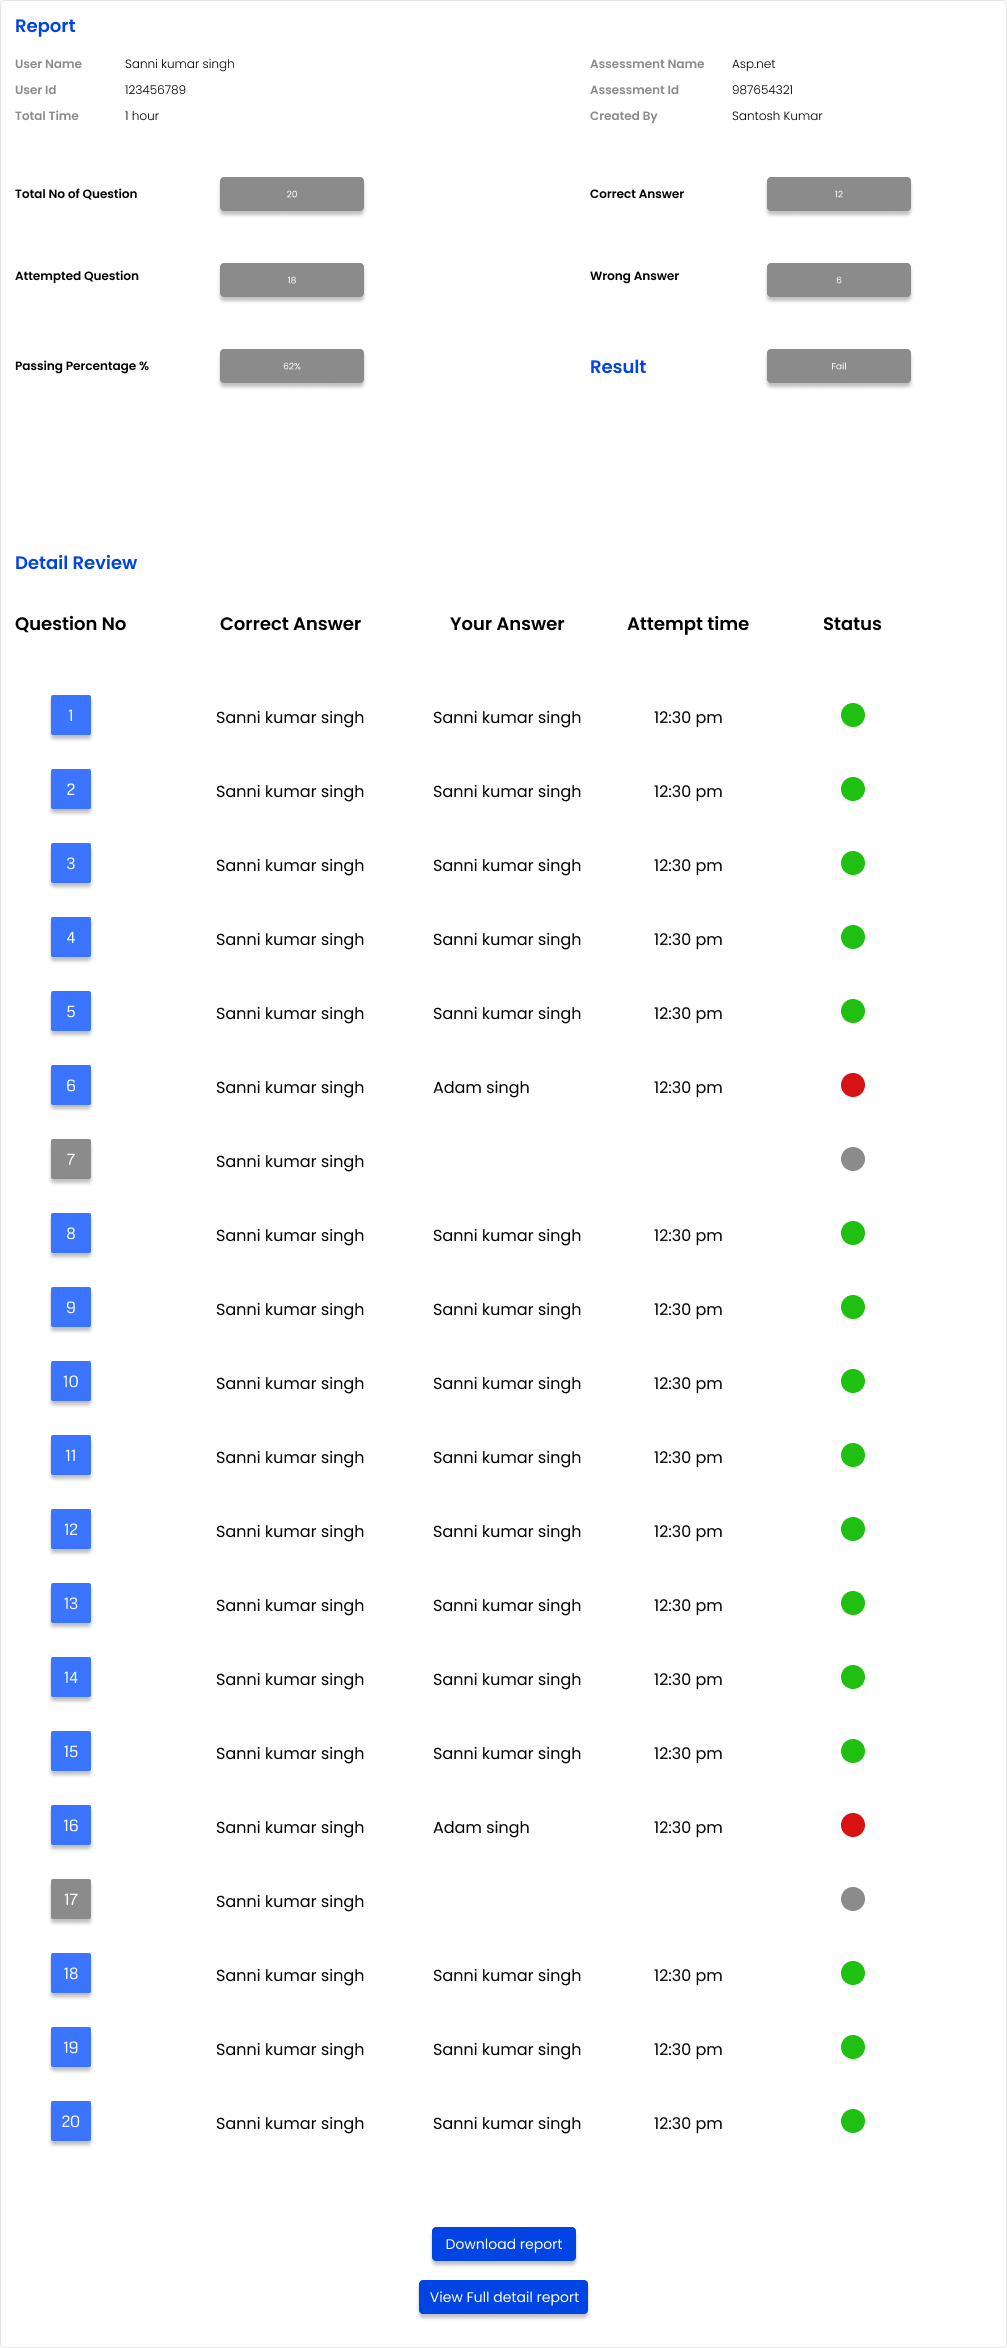 Report
User Name Sanni kumar singh Assessment Name Asp.net
User Id 123456789 Assessment Id 987654321
Total Time 1 hour Created By Santosh Kumar
Total No of Question 20 Correct Answer 12
Attempted Question 18 Wrong Answer 6
Passing Percentage % 62% Result Fail
Detail Review
Question No Correct Answer Your Answer Attempt time Status
1 Sanni kumar singh Sanni kumar singh 12:30 pm
2 Sanni kumar singh Sanni kumar singh 12:30 pm
3 Sanni kumar singh Sanni kumar singh 12:30 pm
4 Sanni kumar singh Sanni kumar singh 12:30 pm
5 Sanni kumar singh Sanni kumar singh 12:30 pm
6 Sanni kumar singh Adam singh 12:30 pm
7 Sanni kumar singh
8 Sanni kumar singh Sanni kumar singh 12:30 pm
9 Sanni kumar singh Sanni kumar singh 12:30 pm
10 Sanni kumar singh Sanni kumar singh 12:30 pm
11 Sanni kumar singh Sanni kumar singh 12:30 pm
12 Sanni kumar singh Sanni kumar singh 12:30 pm
13 Sanni kumar singh Sanni kumar singh 12:30 pm
14 Sanni kumar singh Sanni kumar singh 12:30 pm
15 Sanni kumar singh Sanni kumar singh 12:30 pm
16 Sanni kumar singh Adam singh 12:30 pm
17 Sanni kumar singh
18 Sanni kumar singh Sanni kumar singh 12:30 pm
19 Sanni kumar singh Sanni kumar singh 12:30 pm
20 Sanni kumar singh Sanni kumar singh 12:30 pm
Download report
View Full detail report